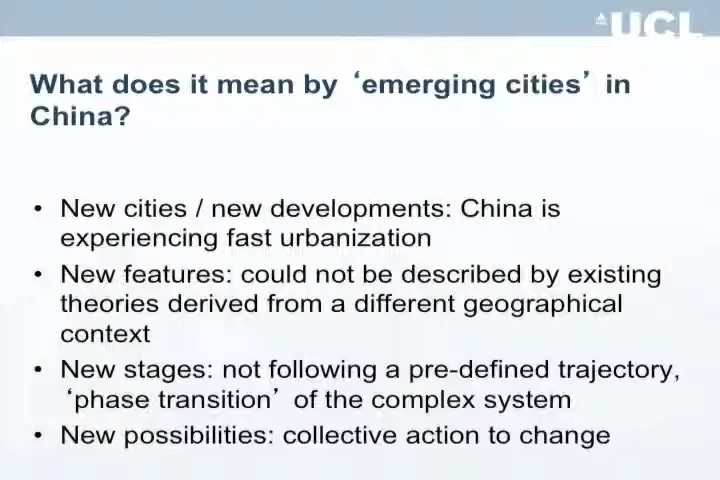 UCL
What does it mean by ‘emerging cities’ in
China?
• New cities / new developments: China is
experiencing fast urbanization
• New features: could not be described by existing
theories derived from a different geographical
context
• New stages: not following a pre-defined trajectory,
‘phase transition’ of the complex system
• New possibilities: collective action to change